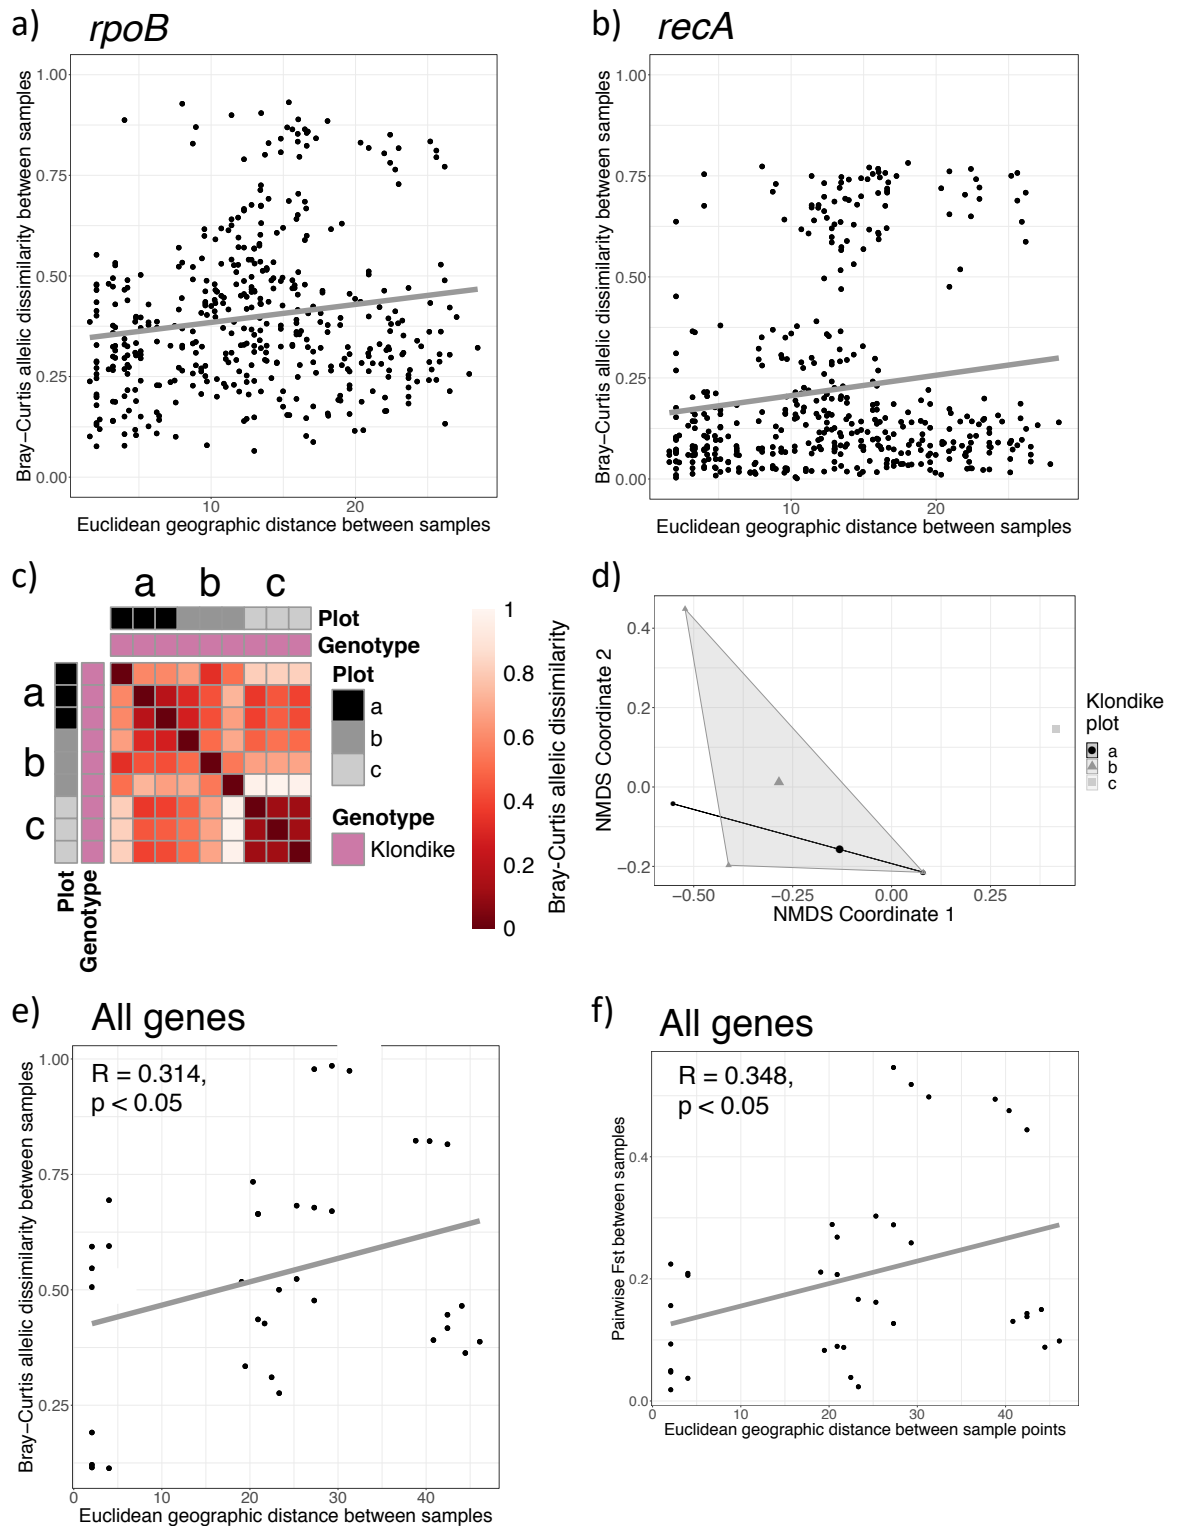 a) rpoB
b) recA
Bray−Curtis allelic dissimilarity between samples
1.00
0.75
0.50
0.25
0.00
10
20
Euclidean geographic distance between samples
Bray−Curtis allelic dissimilarity between samples
1.00
0.75
0.50
0.25
0.00
10
20
Euclidean geographic distance between samples
c)
a b c
Plot
Genotype
a
b
c
Plot
Genotype
Plot
a
b
c
Genotype
Klondike
1
0.8
0.6
0.4
0.2
0
Bray-Curtis allelic dissimilarity
d)
NMDS Coordinate 2
0.4
0.2
0.0
−0.2
−0.50
−0.25
0.00
0.25
NMDS Coordinate 1
Klondike
plot
a
b
c
e) All genes
R = 0.314,
p < 0.05
Bray−Curtis allelic dissimilarity between samples
1.00
0.75
0.50
0.25
0
10
20
30
40
Euclidean geographic distance between samples
f) All genes
R = 0.348,
p < 0.05
Pairwise Fst between samples
0.4
0.2
0.0
0
10
20
30
40
Euclidean geographic distance between sample points